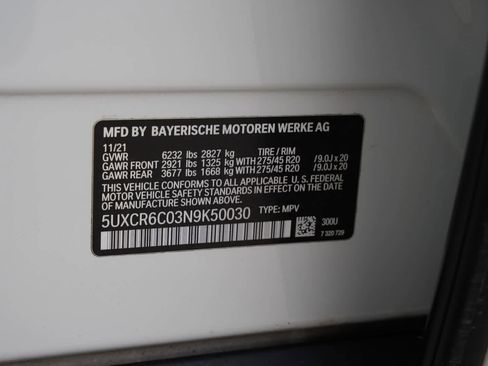 MFD BY BAYERISCHE MOTOREN WERKE AG
11/21
GVWR 6232 lbs 2827 kg TIRE / RIM
GAWR FRONT 2921 lbs 1325 kg WITH 275/45 R20 /9.0J x 20
GAWR REAR 3677 lbs 1668 kg WITH 275/45 R20 /9.0J x 20
THIS VEHICLE CONFORMS TO ALL APPLICABLE U.S. FEDERAL
MOTOR VEHICLE SAFETY STANDARDS IN EFFECT ON THE
DATE OF MANUFACTURE SHOWN ABOVE.
5UXCR6C03N9K50030 TYPE: MPV
300U
7 320 729